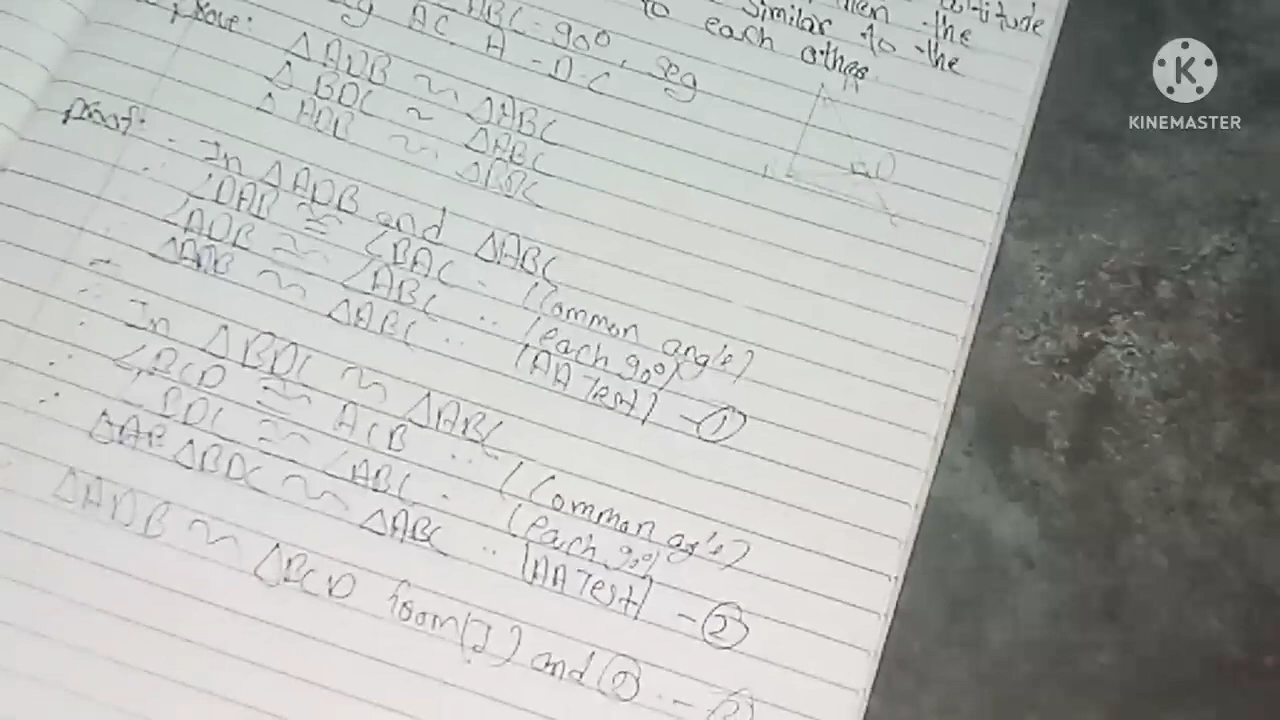 altitude
then the
similar to the
to each other
∠ABC = 90°, seg
AC A - D - C
prove:
△ADB ~ △ABC
△BDC ~ △ABC
△ADB ~ △BDC
proof:-
In △ADB and △ABC
∠DAB ≅ ∠BAC .. (Common angle)
∠ADB ≅ ∠ABC .. (each 90°)
∴ △ADB ~ △ABC .. (AA Test) - ①
∴ In △BDC ~ △ABC
∠BCD ≅ ACB .. (Common agle)
∠BDC ≅ ∠ABC .. (each 90°)
∴ △BDC ~ △ABC .. (AA Test) - ②
△ADB ~ △BCD from (1) and ②
K
KINEMASTER